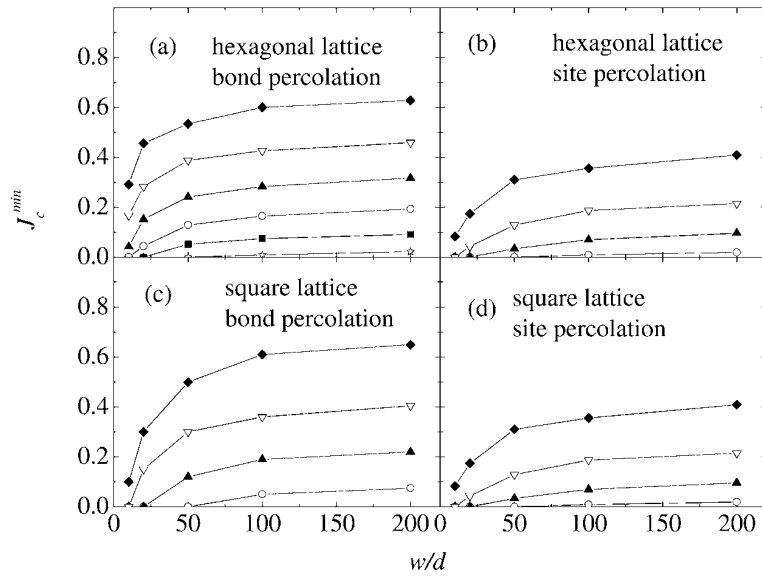 (a) hexagonal lattice
bond percolation
(b) hexagonal lattice
site percolation
1.0
0.8
0.6
0.4
0.2
0.0
J_c^min
(c) square lattice
bond percolation
(d) square lattice
site percolation
0.8
0.6
0.4
0.2
0.0
0 50 100 150 200 0 50 100 150 200
w/d